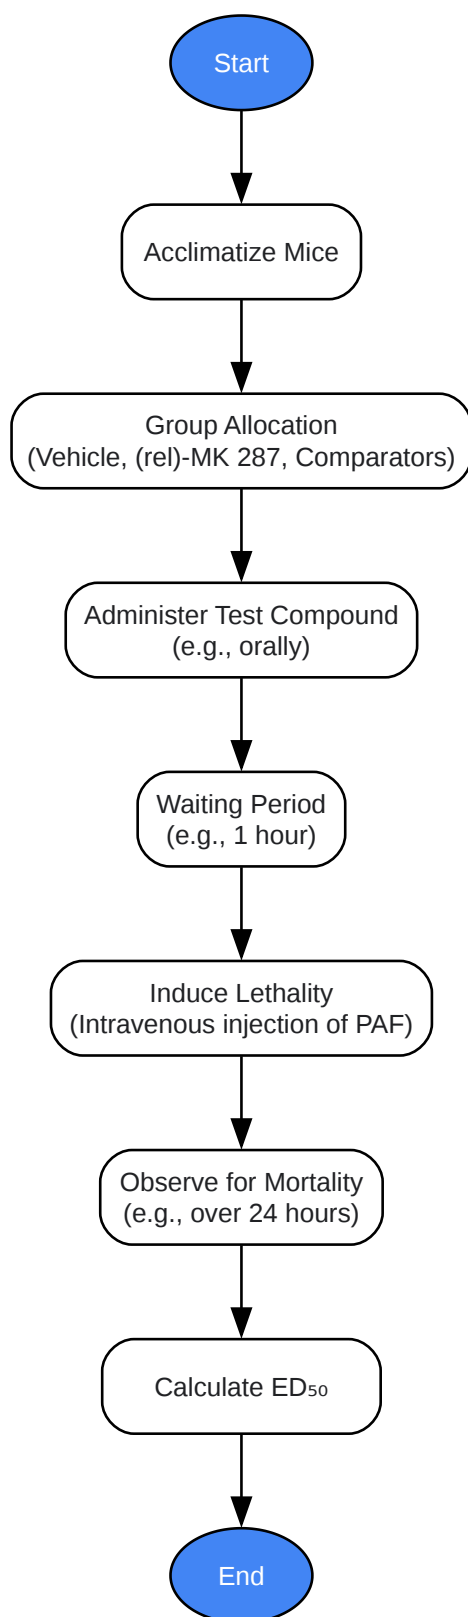 Start
Acclimatize Mice
Group Allocation
(Vehicle, (rel)-MK 287, Comparators)
Administer Test Compound
(e.g., orally)
Waiting Period
(e.g., 1 hour)
Induce Lethality
(Intravenous injection of PAF)
Observe for Mortality
(e.g., over 24 hours)
Calculate ED₅₀
End